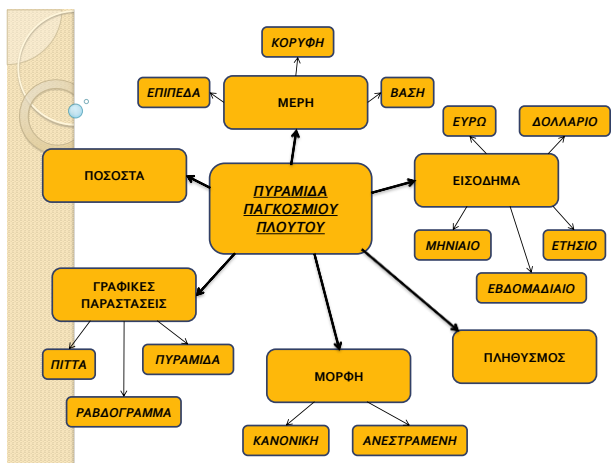 ΚΟΡΥΦΗ
ΕΠΙΠΕΔΑ
ΜΕΡΗ
ΒΑΣΗ
ΕΥΡΩ
ΔΟΛΛΑΡΙΟ
ΠΟΣΟΣΤΑ
ΠΥΡΑΜΙΔΑ
ΠΑΓΚΟΣΜΙΟΥ
ΠΛΟΥΤΟΥ
ΕΙΣΟΔΗΜΑ
ΜΗΝΙΑΙΟ
ΕΤΗΣΙΟ
ΕΒΔΟΜΑΔΙΑΙΟ
ΓΡΑΦΙΚΕΣ
ΠΑΡΑΣΤΑΣΕΙΣ
ΠΙΤΤΑ
ΠΥΡΑΜΙΔΑ
ΡΑΒΔΟΓΡΑΜΜΑ
ΜΟΡΦΗ
ΠΛΗΘΥΣΜΟΣ
ΚΑΝΟΝΙΚΗ
ΑΝΕΣΤΡΑΜΕΝΗ